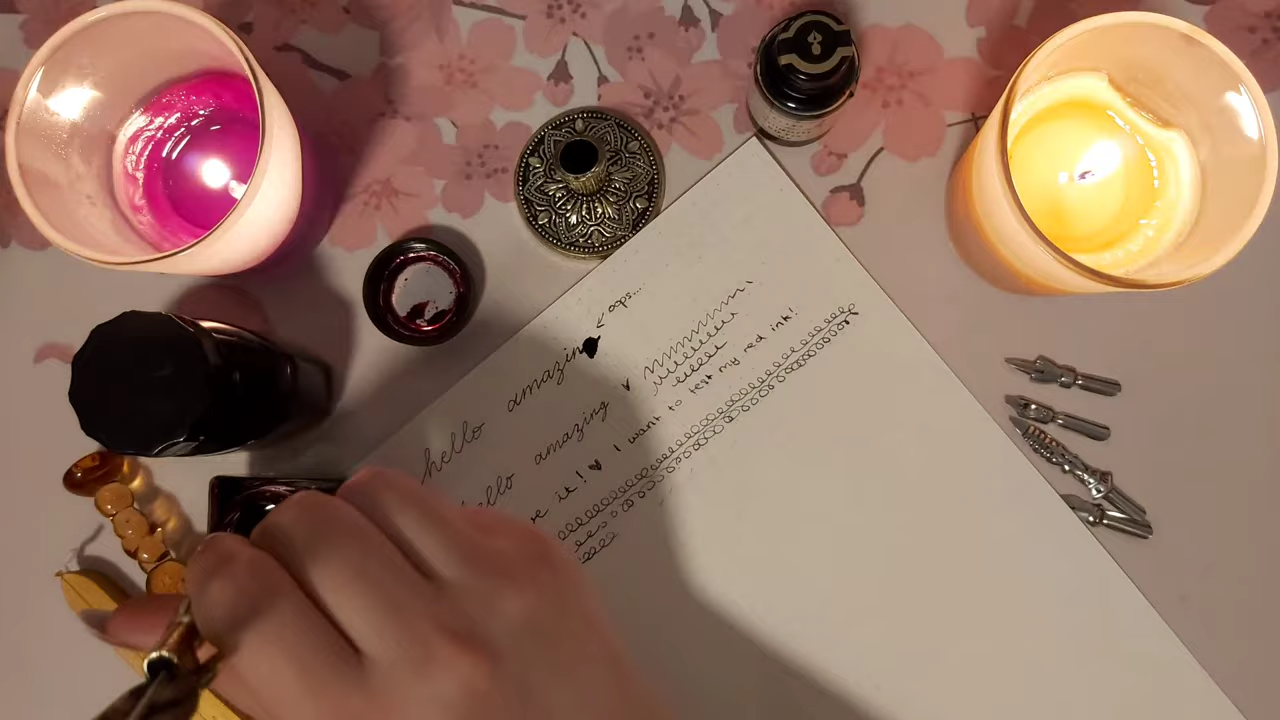 oops...
hello amazing
hello amazing
it! I want to test my red ink!